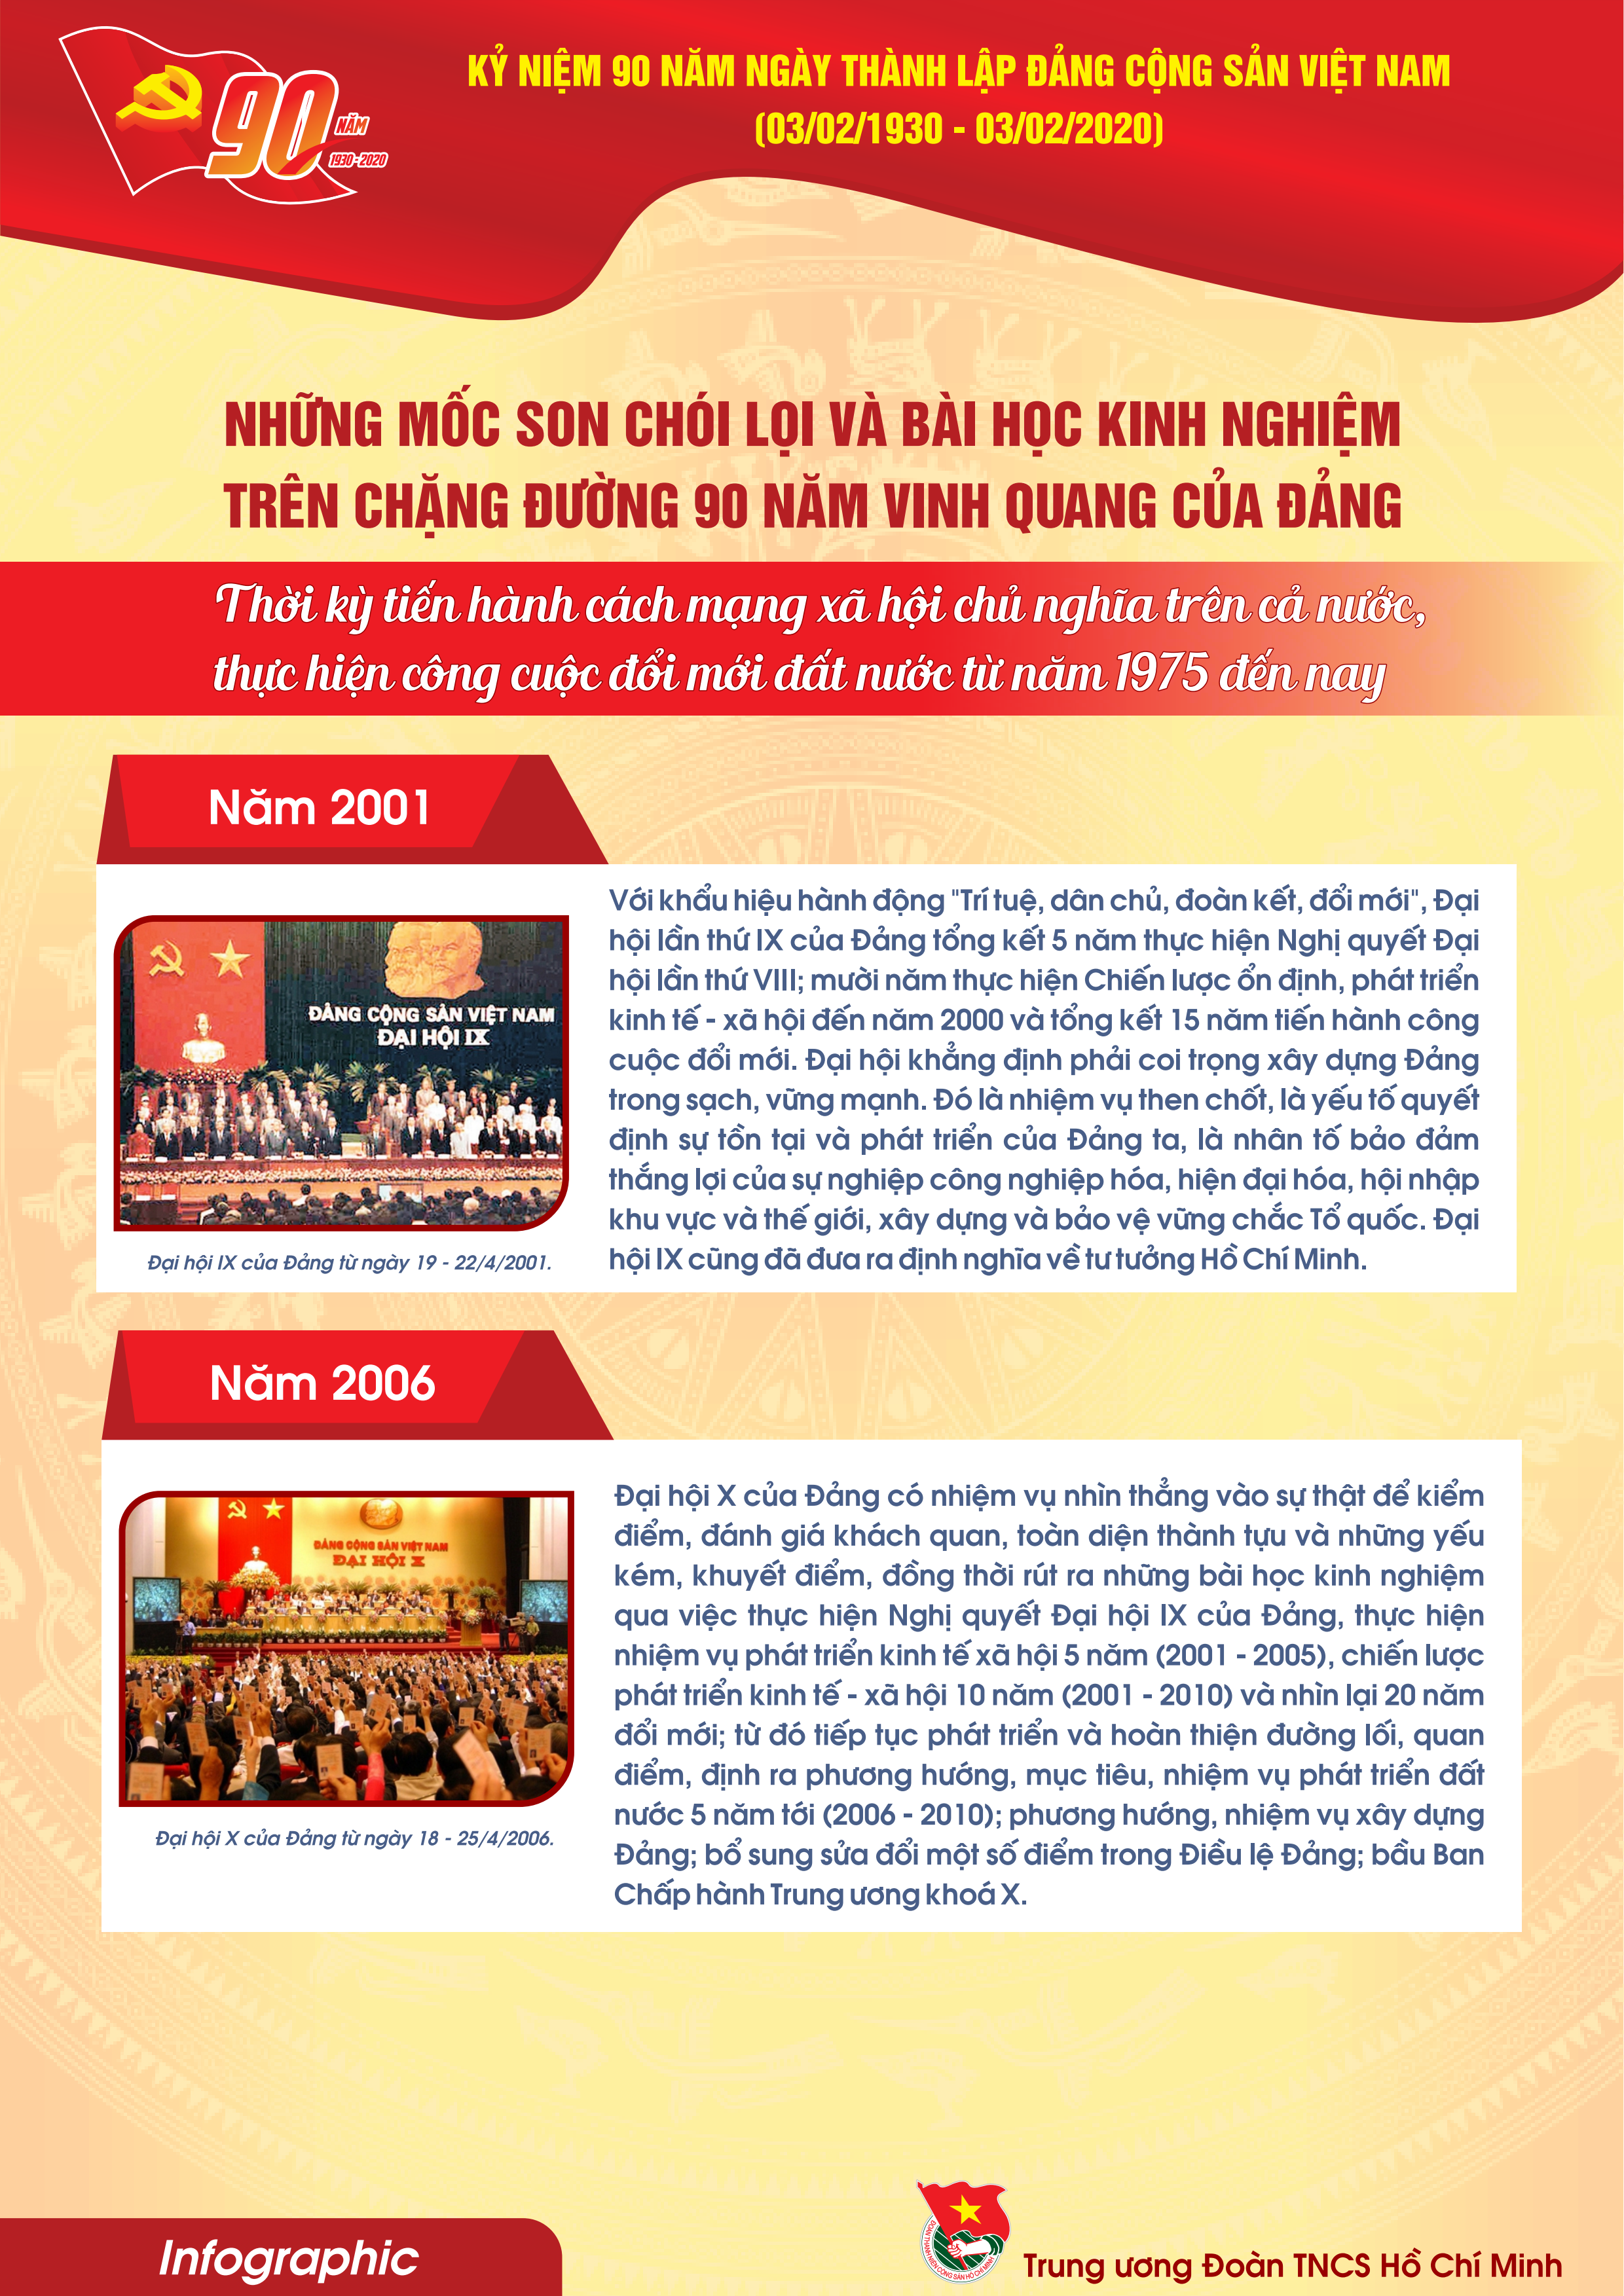 90
NĂM
1930-2020
KỶ NIỆM 90 NĂM NGÀY THÀNH LẬP ĐẢNG CỘNG SẢN VIỆT NAM
(03/02/1930 - 03/02/2020)
NHỮNG MỐC SON CHÓI LỌI VÀ BÀI HỌC KINH NGHIỆM
TRÊN CHẶNG ĐƯỜNG 90 NĂM VINH QUANG CỦA ĐẢNG
Thời kỳ tiến hành cách mạng xã hội chủ nghĩa trên cả nước,
thực hiện công cuộc đổi mới đất nước từ năm 1975 đến nay
Năm 2001
ĐẢNG CỘNG SẢN VIỆT NAM
ĐẠI HỘI IX
Đại hội IX của Đảng từ ngày 19 - 22/4/2001.
Với khẩu hiệu hành động "Trí tuệ, dân chủ, đoàn kết, đổi mới", Đại
hội lần thứ IX của Đảng tổng kết 5 năm thực hiện Nghị quyết Đại
hội lần thứ VIII; mười năm thực hiện Chiến lược ổn định, phát triển
kinh tế - xã hội đến năm 2000 và tổng kết 15 năm tiến hành công
cuộc đổi mới. Đại hội khẳng định phải coi trọng xây dựng Đảng
trong sạch, vững mạnh. Đó là nhiệm vụ then chốt, là yếu tố quyết
định sự tồn tại và phát triển của Đảng ta, là nhân tố bảo đảm
thắng lợi của sự nghiệp công nghiệp hóa, hiện đại hóa, hội nhập
khu vực và thế giới, xây dựng và bảo vệ vững chắc Tổ quốc. Đại
hội IX cũng đã đưa ra định nghĩa về tư tưởng Hồ Chí Minh.
Năm 2006
ĐẢNG CỘNG SẢN VIỆT NAM
ĐẠI HỘI X
Đại hội X của Đảng từ ngày 18 - 25/4/2006.
Đại hội X của Đảng có nhiệm vụ nhìn thẳng vào sự thật để kiểm
điểm, đánh giá khách quan, toàn diện thành tựu và những yếu
kém, khuyết điểm, đồng thời rút ra những bài học kinh nghiệm
qua việc thực hiện Nghị quyết Đại hội IX của Đảng, thực hiện
nhiệm vụ phát triển kinh tế xã hội 5 năm (2001 - 2005), chiến lược
phát triển kinh tế - xã hội 10 năm (2001 - 2010) và nhìn lại 20 năm
đổi mới; từ đó tiếp tục phát triển và hoàn thiện đường lối, quan
điểm, định ra phương hướng, mục tiêu, nhiệm vụ phát triển đất
nước 5 năm tới (2006 - 2010); phương hướng, nhiệm vụ xây dựng
Đảng; bổ sung sửa đổi một số điểm trong Điều lệ Đảng; bầu Ban
Chấp hành Trung ương khoá X.
Infographic
ĐOÀN THANH NIÊN CỘNG SẢN HỒ CHÍ MINH
Trung ương Đoàn TNCS Hồ Chí Minh